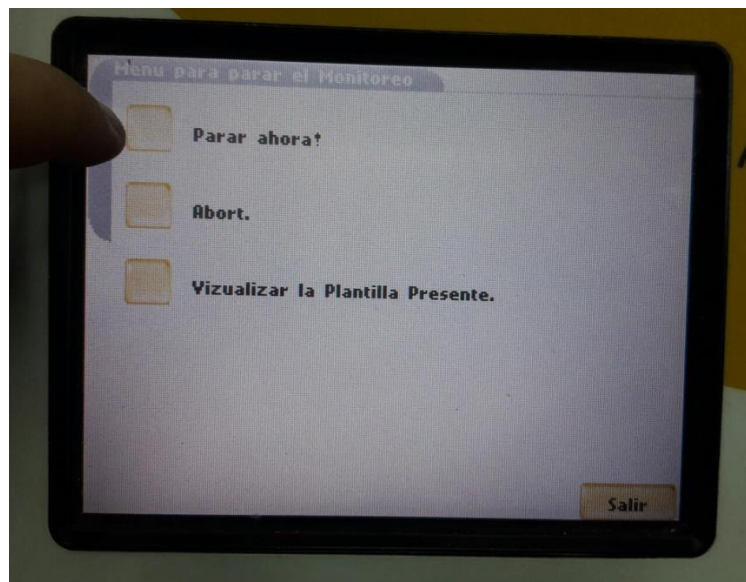 Menu para parar el Monitoreo
Parar ahora!
Abort.
Vizualizar la Plantilla Presente.
Salir